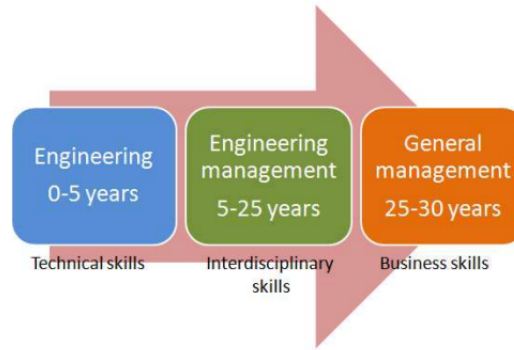 Engineering
0-5 years
Engineering
management
5-25 years
General
management
25-30 years
Technical skills
Interdisciplinary
skills
Business skills